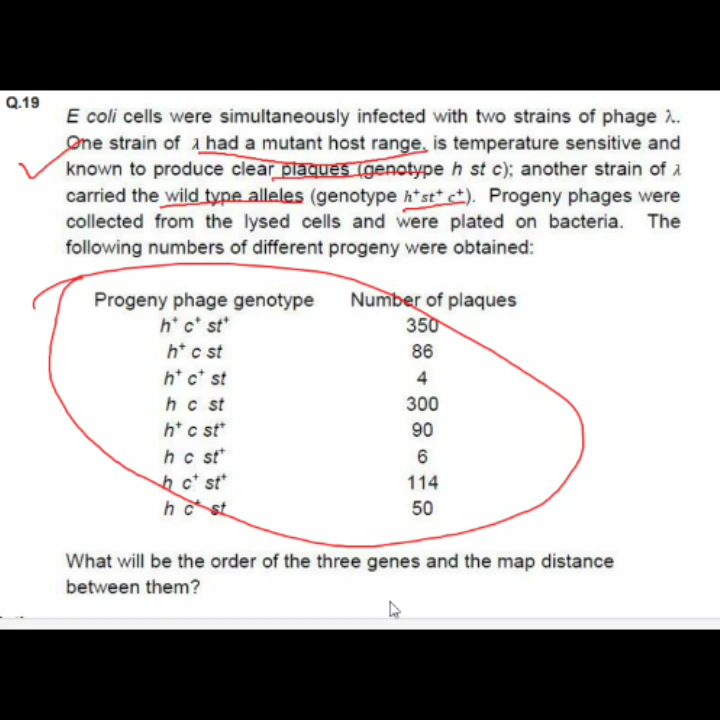 Q.19
E coli cells were simultaneously infected with two strains of phage λ.
One strain of λ had a mutant host range, is temperature sensitive and
known to produce clear plaques (genotype h st c); another strain of λ
carried the wild type alleles (genotype h⁺st⁺ c⁺). Progeny phages were
collected from the lysed cells and were plated on bacteria. The
following numbers of different progeny were obtained:
Progeny phage genotype Number of plaques
h⁺ c⁺ st⁺ 350
h⁺ c st 86
h⁺ c⁺ st 4
h c st 300
h⁺ c st⁺ 90
h c st⁺ 6
h c⁺ st⁺ 114
h c⁺ st 50
What will be the order of the three genes and the map distance
between them?